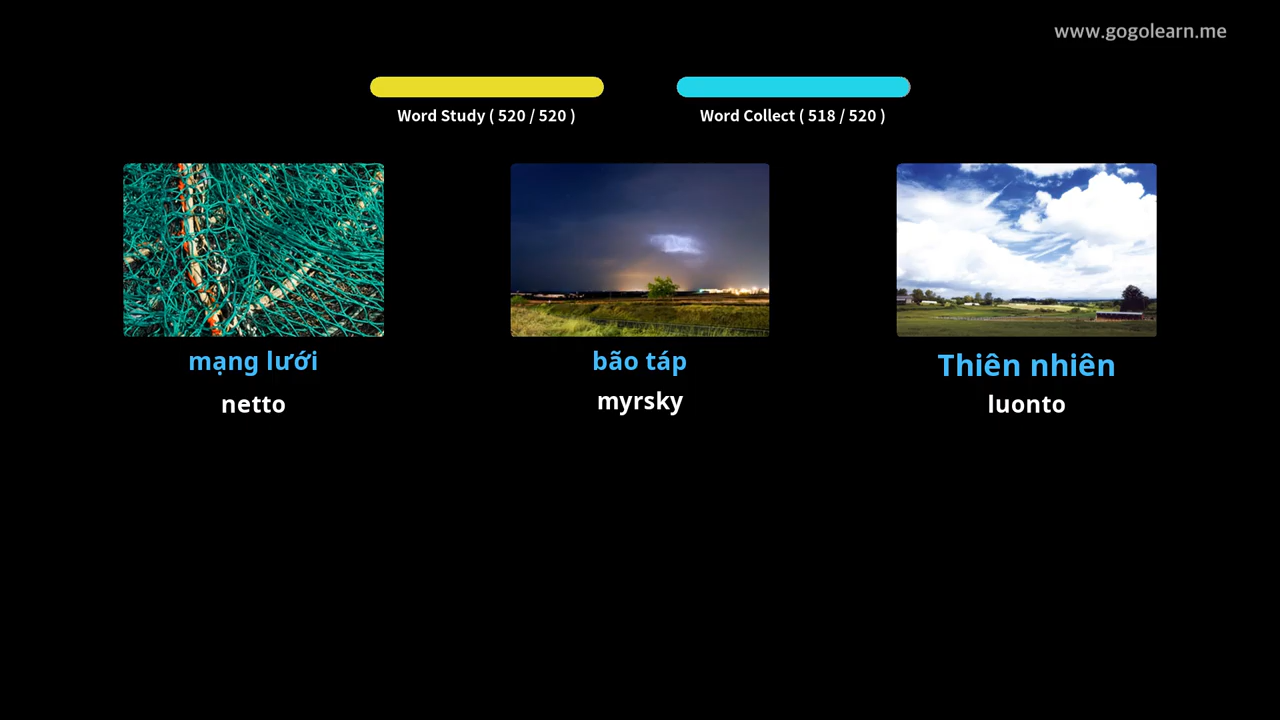 www.gogolearn.me
Word Study ( 520 / 520 )
Word Collect ( 518 / 520 )
mạng lưới
bão táp
Thiên nhiên
netto
myrsky
luonto